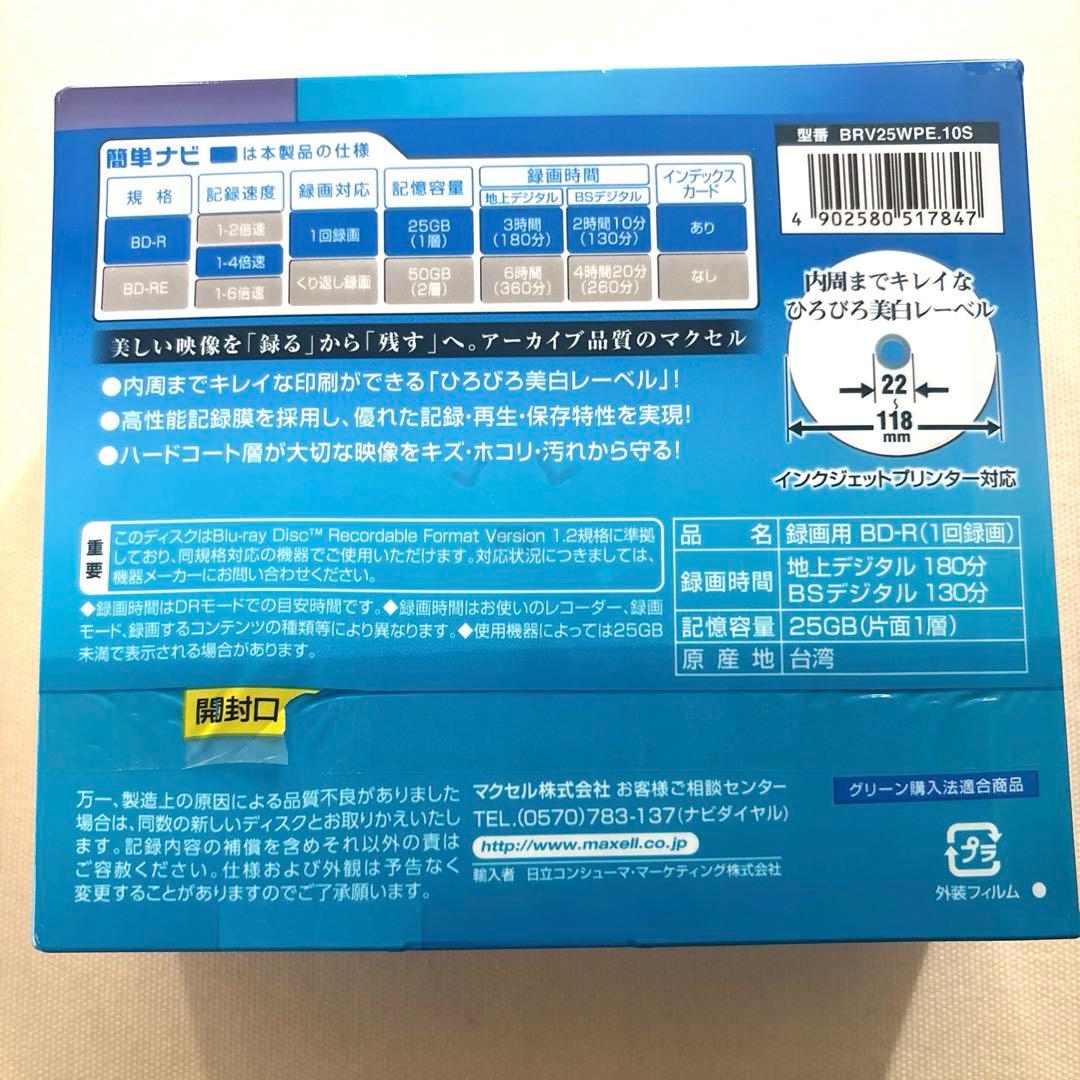 簡単ナビ は本製品の仕様
規格 記録速度 録画対応 記憶容量 録画時間 インデックスカード
地上デジタル BSデジタル
BD-R 1-2倍速 1回録画 25GB(1層) 3時間(180分) 2時間10分(130分) あり
1-4倍速
BD-RE 1-6倍速 くり返し録画 50GB(2層) 6時間(360分) 4時間20分(260分) なし
型番 BRV25WPE.10S
4 902580 517847
内周までキレイな
ひろびろ美白レーベル
22
〜
118
mm
インクジェットプリンター対応
美しい映像を「録る」から「残す」へ。アーカイブ品質のマクセル
●内周までキレイな印刷ができる「ひろびろ美白レーベル」!
●高性能記録膜を採用し、優れた記録・再生・保存特性を実現!
●ハードコート層が大切な映像をキズ・ホコリ・汚れから守る!
重要
このディスクはBlu-ray Disc™ Recordable Format Version 1.2規格に準拠
しており、同規格対応の機器でご使用いただけます。対応状況につきましては、
機器メーカーにお問い合わせください。
◆録画時間はDRモードでの目安時間です。◆録画時間はお使いのレコーダー、録画
モード、録画するコンテンツの種類等により異なります。◆使用機器によっては25GB
未満で表示される場合があります。
品名 録画用 BD-R(1回録画)
録画時間 地上デジタル 180分
BSデジタル 130分
記憶容量 25GB(片面1層)
原産地 台湾
開封口
万一、製造上の原因による品質不良がありました
場合は、同数の新しいディスクとお取りかえいたし
ます。記録内容の補償を含めそれ以外の責は
ご容赦ください。仕様および外観は予告なく
変更することがありますのでご了承願います。
マクセル株式会社 お客様ご相談センター
TEL.(0570)783-137(ナビダイヤル)
http://www.maxell.co.jp
輸入者 日立コンシューマ・マーケティング株式会社
グリーン購入法適合商品
プラ
外装フィルム